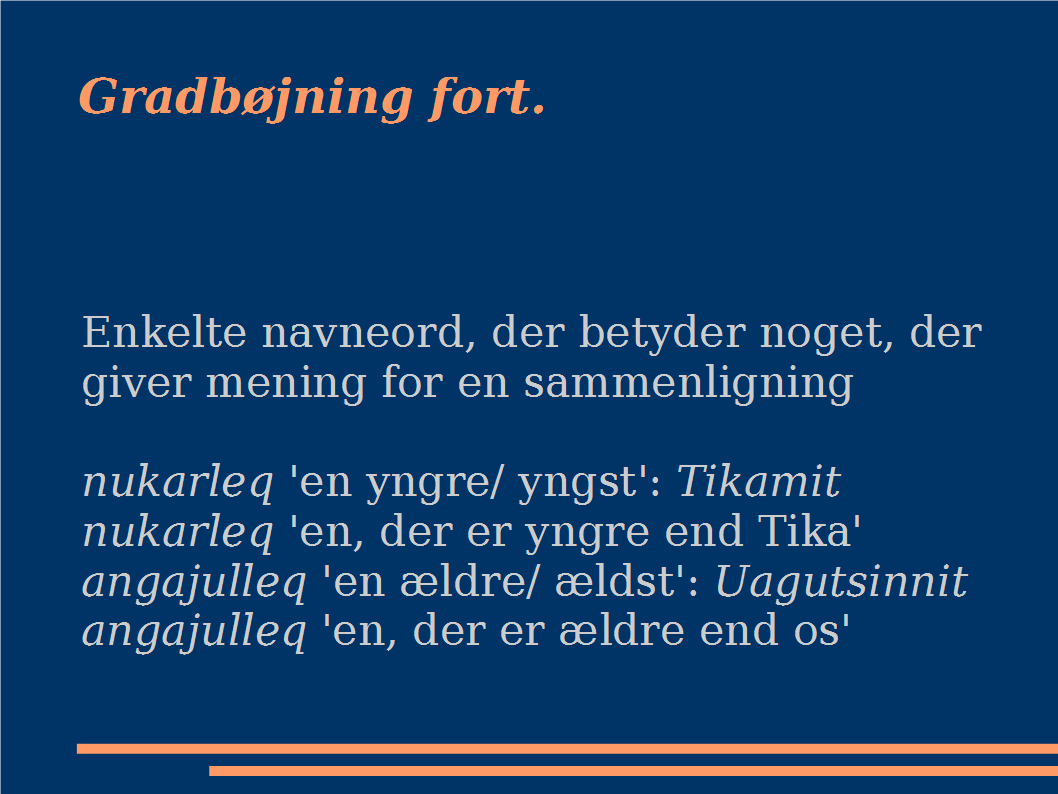 Gradbøjning fort.
Enkelte navneord, der betyder noget, der
giver mening for en sammenligning
nukarleq 'en yngre/ yngst': Tikamit
nukarleq 'en, der er yngre end Tika'
angajulleq 'en ældre/ ældst': Uagutsinnit
angajulleq 'en, der er ældre end os'